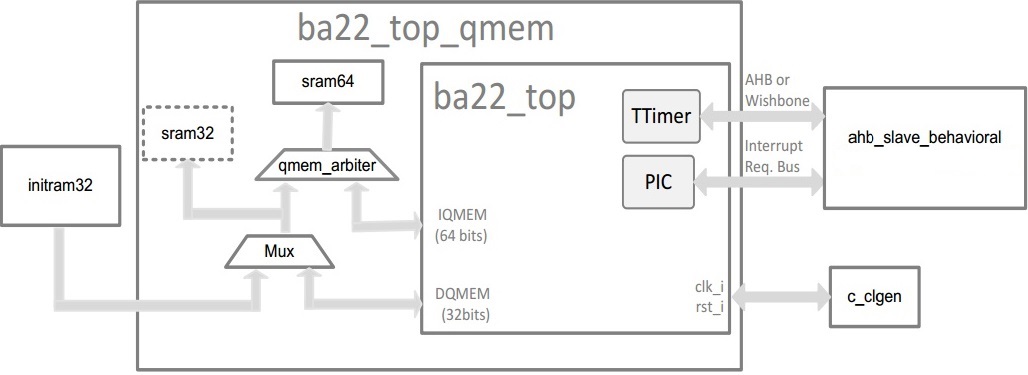 ba22_top_qmem
sram64
sram32
qmem_arbiter
initram32
Mux
ba22_top
TTimer
PIC
IQMEM
(64 bits)
DQMEM
(32bits)
clk_i
rst_i
AHB or
Wishbone
Interrupt
Req. Bus
ahb_slave_behavioral
c_clgen